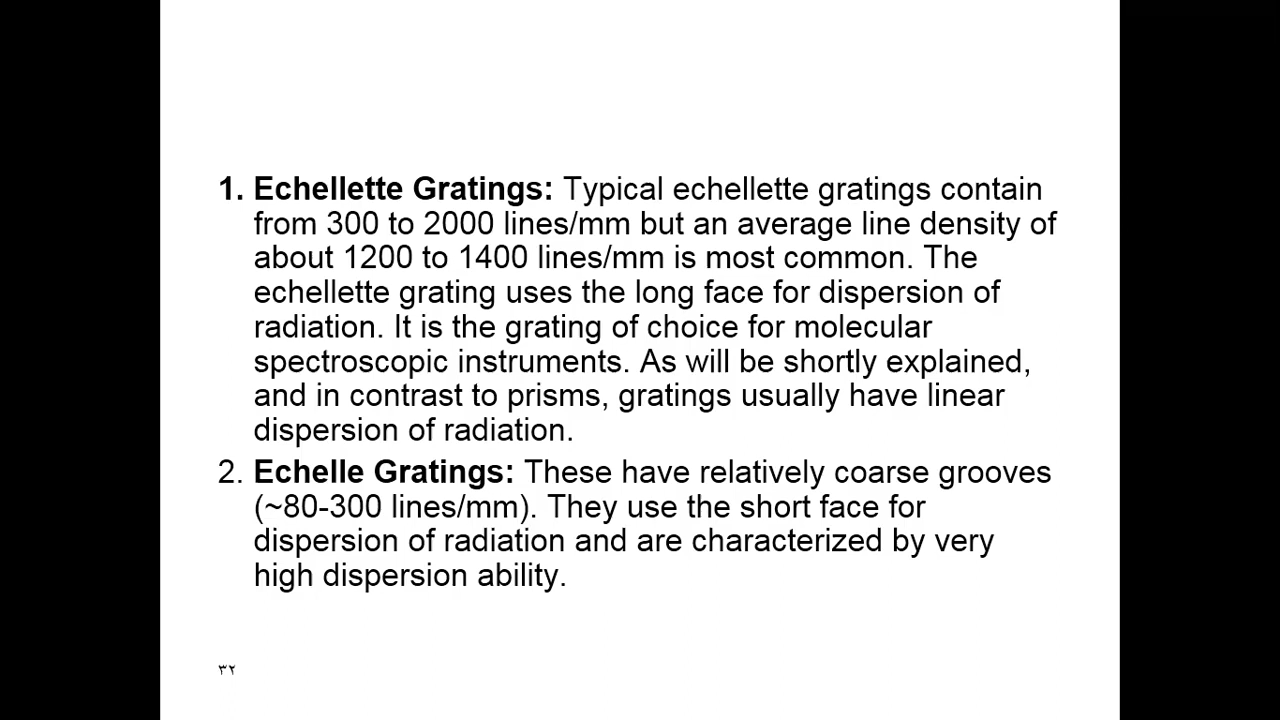 1. Echellette Gratings: Typical echellette gratings contain
from 300 to 2000 lines/mm but an average line density of
about 1200 to 1400 lines/mm is most common. The
echellette grating uses the long face for dispersion of
radiation. It is the grating of choice for molecular
spectroscopic instruments. As will be shortly explained,
and in contrast to prisms, gratings usually have linear
dispersion of radiation.
2. Echelle Gratings: These have relatively coarse grooves
(~80-300 lines/mm). They use the short face for
dispersion of radiation and are characterized by very
high dispersion ability.
٣٢